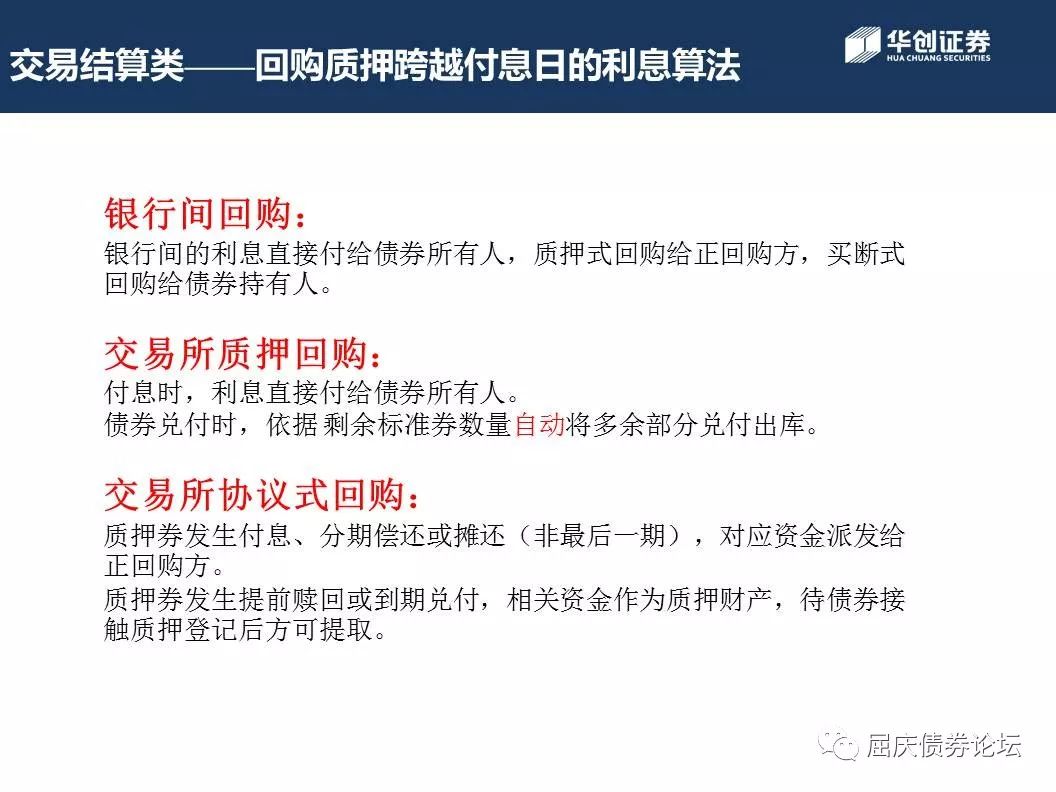 交易结算类——回购质押跨越付息日的利息算法
华创证券
HUA CHUANG SECURITIES
银行间回购：
银行间的利息直接付给债券所有人，质押式回购给正回购方，买断式
回购给债券持有人。
交易所质押回购：
付息时，利息直接付给债券所有人。
债券兑付时，依据 剩余标准券数量自动将多余部分兑付出库。
交易所协议式回购：
质押券发生付息、分期偿还或摊还（非最后一期），对应资金派发给
正回购方。
质押券发生提前赎回或到期兑付，相关资金作为质押财产，待债券接
触质押登记后方可提取。
屈庆债券论坛